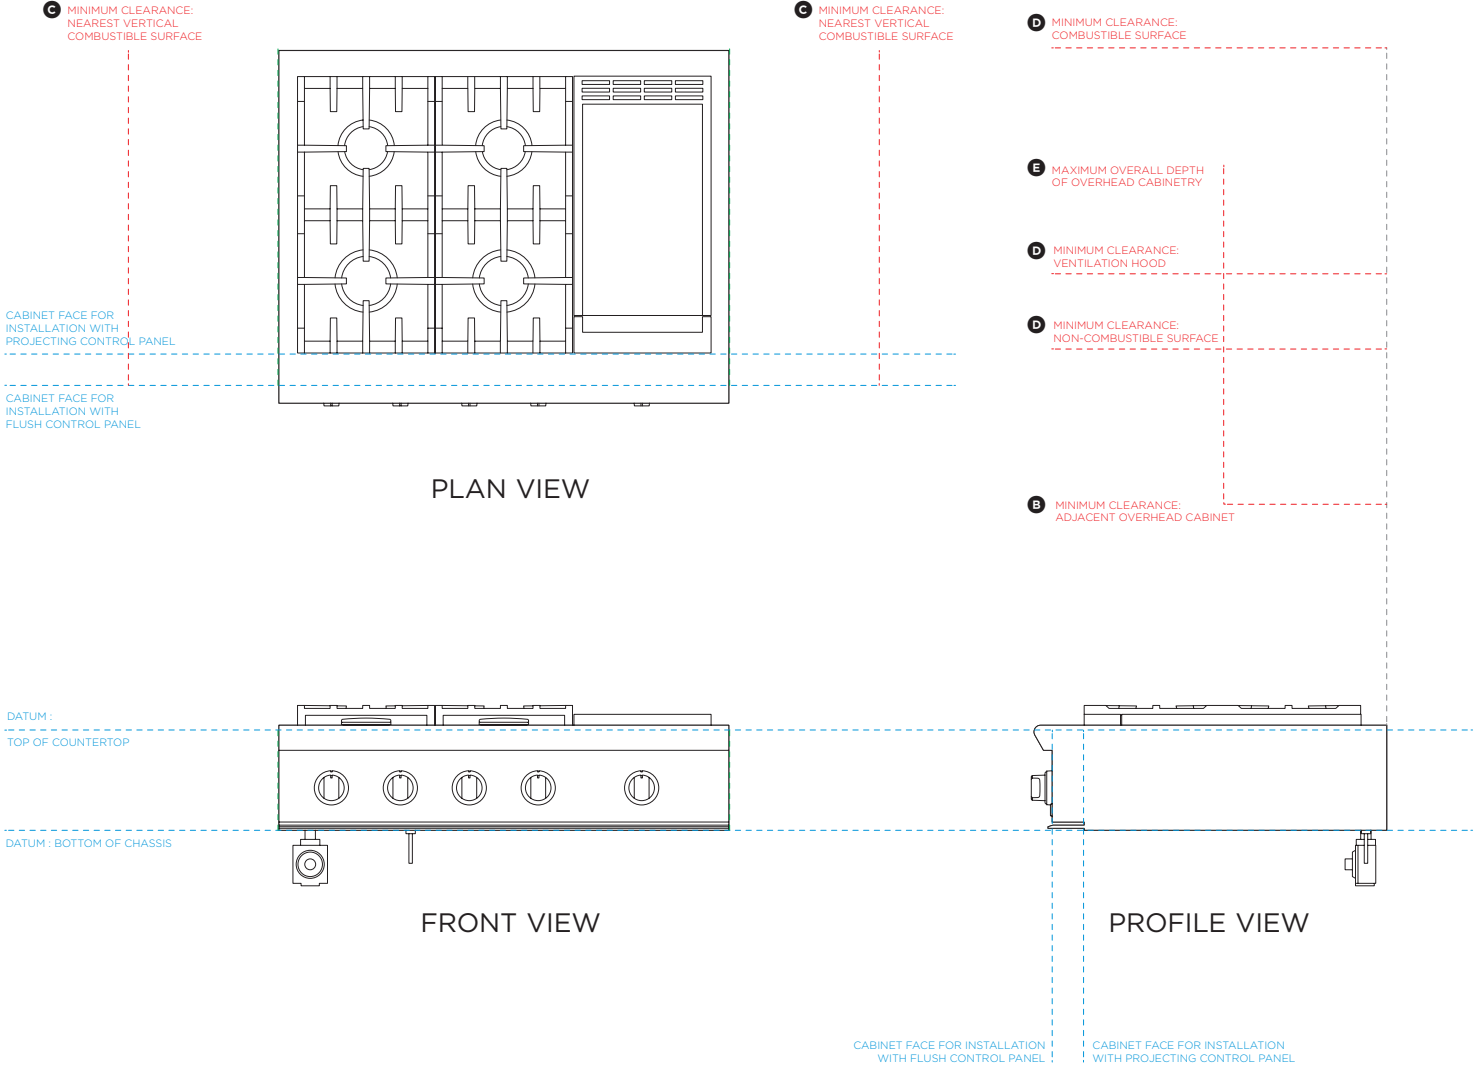 C MINIMUM CLEARANCE:
NEAREST VERTICAL
COMBUSTIBLE SURFACE
C MINIMUM CLEARANCE:
NEAREST VERTICAL
COMBUSTIBLE SURFACE
D MINIMUM CLEARANCE:
COMBUSTIBLE SURFACE
E MAXIMUM OVERALL DEPTH
OF OVERHEAD CABINETRY
D MINIMUM CLEARANCE:
VENTILATION HOOD
D MINIMUM CLEARANCE:
NON-COMBUSTIBLE SURFACE
CABINET FACE FOR
INSTALLATION WITH
PROJECTING CONTROL PANEL
CABINET FACE FOR
INSTALLATION WITH
FLUSH CONTROL PANEL
PLAN VIEW
B MINIMUM CLEARANCE:
ADJACENT OVERHEAD CABINET
DATUM :
TOP OF COUNTERTOP
DATUM : BOTTOM OF CHASSIS
FRONT VIEW
PROFILE VIEW
CABINET FACE FOR INSTALLATION
WITH FLUSH CONTROL PANEL
CABINET FACE FOR INSTALLATION
WITH PROJECTING CONTROL PANEL